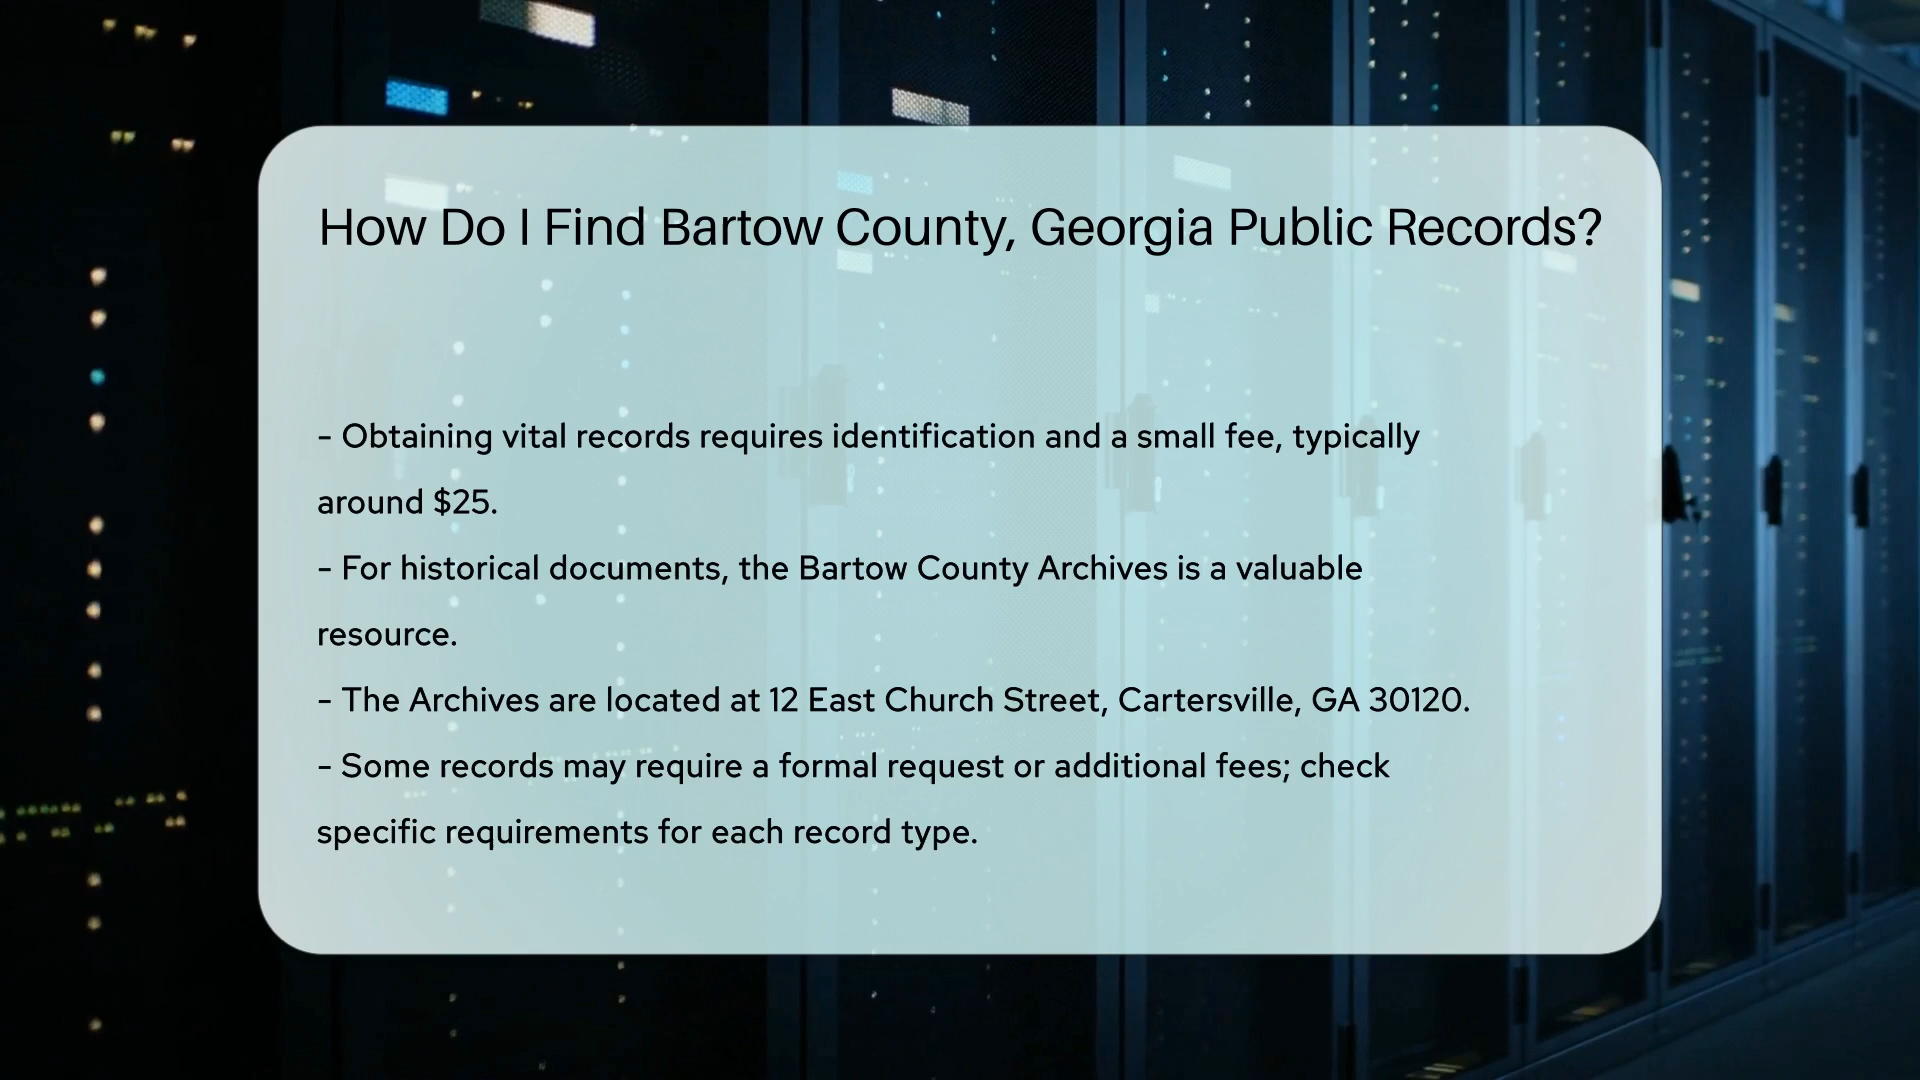 How Do I Find Bartow County, Georgia Public Records?
- Obtaining vital records requires identification and a small fee, typically
around $25.
- For historical documents, the Bartow County Archives is a valuable
resource.
- The Archives are located at 12 East Church Street, Cartersville, GA 30120.
- Some records may require a formal request or additional fees; check
specific requirements for each record type.